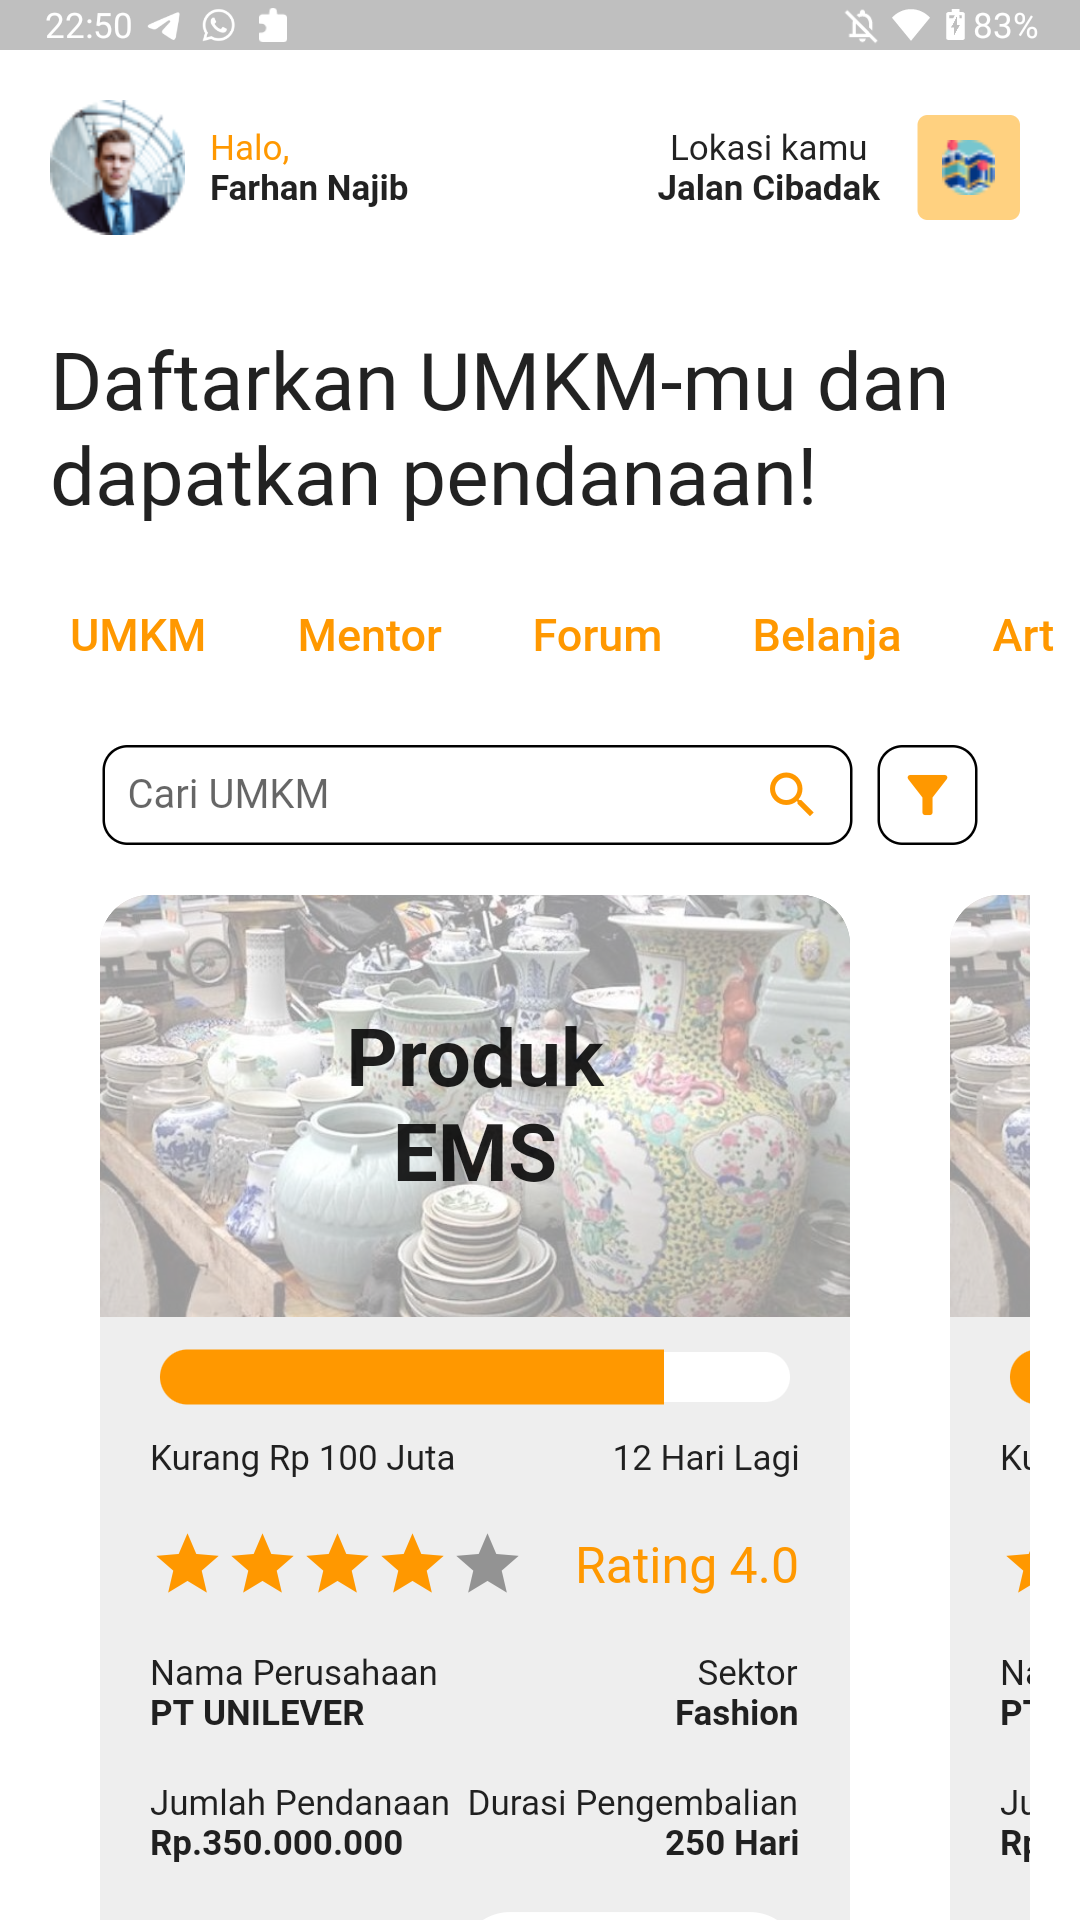 22:50
83%
Halo,
Farhan Najib
Lokasi kamu
Jalan Cibadak
Daftarkan UMKM-mu dan
dapatkan pendanaan!
UMKM Mentor Forum Belanja Art
Cari UMKM
Produk
EMS
Kurang Rp 100 Juta
12 Hari Lagi
Ku
Rating 4.0
Nama Perusahaan
Sektor
Na
PT UNILEVER
Fashion
PT
Jumlah Pendanaan
Durasi Pengembalian
Ju
Rp.350.000.000
250 Hari
Rp